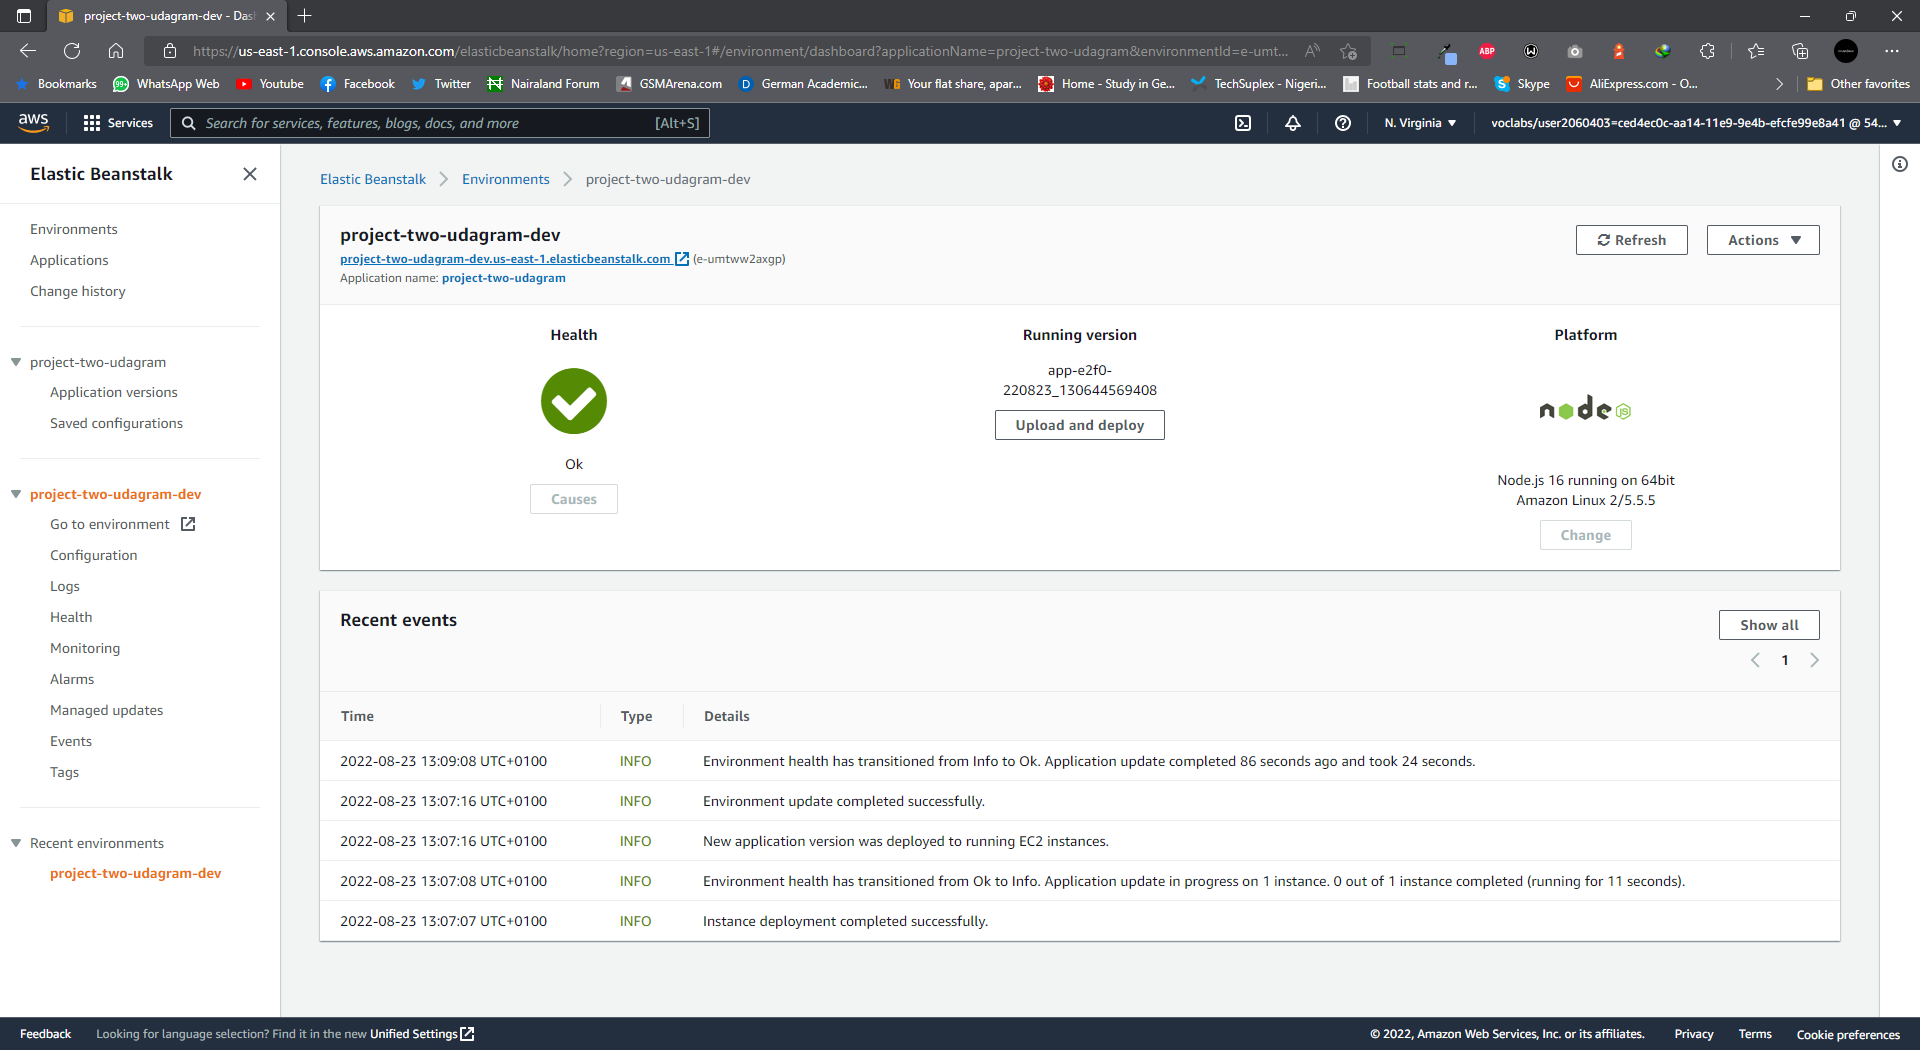 project-two-udagram-dev - Das
https://us-east-1.console.aws.amazon.com/elasticbeanstalk/home?region=us-east-1#/environment/dashboard?applicationName=project-two-udagram&environmentId=e-umt...
ABP
Bookmarks
WhatsApp Web
Youtube
Facebook
Twitter
Nairaland Forum
GSMArena.com
German Academic...
Your flat share, apar...
Home - Study in Ge...
TechSuplex - Nigeri...
Football stats and r...
Skype
AliExpress.com - O...
Other favorites
aws
Services
Search for services, features, blogs, docs, and more
[Alt+S]
N. Virginia
voclabs/user2060403=ced4ec0c-aa14-11e9-9e4b-efcfe99e8a41 @ 54...
Elastic Beanstalk
Environments
Applications
Change history
project-two-udagram
Application versions
Saved configurations
project-two-udagram-dev
Go to environment
Configuration
Logs
Health
Monitoring
Alarms
Managed updates
Events
Tags
Recent environments
project-two-udagram-dev
Elastic Beanstalk
Environments
project-two-udagram-dev
project-two-udagram-dev
project-two-udagram-dev.us-east-1.elasticbeanstalk.com (e-umtww2axgp)
Application name: project-two-udagram
Refresh
Actions
Health
Ok
Causes
Running version
app-e2f0-
220823_130644569408
Upload and deploy
Platform
node JS
Node.js 16 running on 64bit
Amazon Linux 2/5.5.5
Change
Recent events
Show all
1
Time Type Details
2022-08-23 13:09:08 UTC+0100 INFO Environment health has transitioned from Info to Ok. Application update completed 86 seconds ago and took 24 seconds.
2022-08-23 13:07:16 UTC+0100 INFO Environment update completed successfully.
2022-08-23 13:07:16 UTC+0100 INFO New application version was deployed to running EC2 instances.
2022-08-23 13:07:08 UTC+0100 INFO Environment health has transitioned from Ok to Info. Application update in progress on 1 instance. 0 out of 1 instance completed (running for 11 seconds).
2022-08-23 13:07:07 UTC+0100 INFO Instance deployment completed successfully.
Feedback
Looking for language selection? Find it in the new Unified Settings
© 2022, Amazon Web Services, Inc. or its affiliates.
Privacy
Terms
Cookie preferences